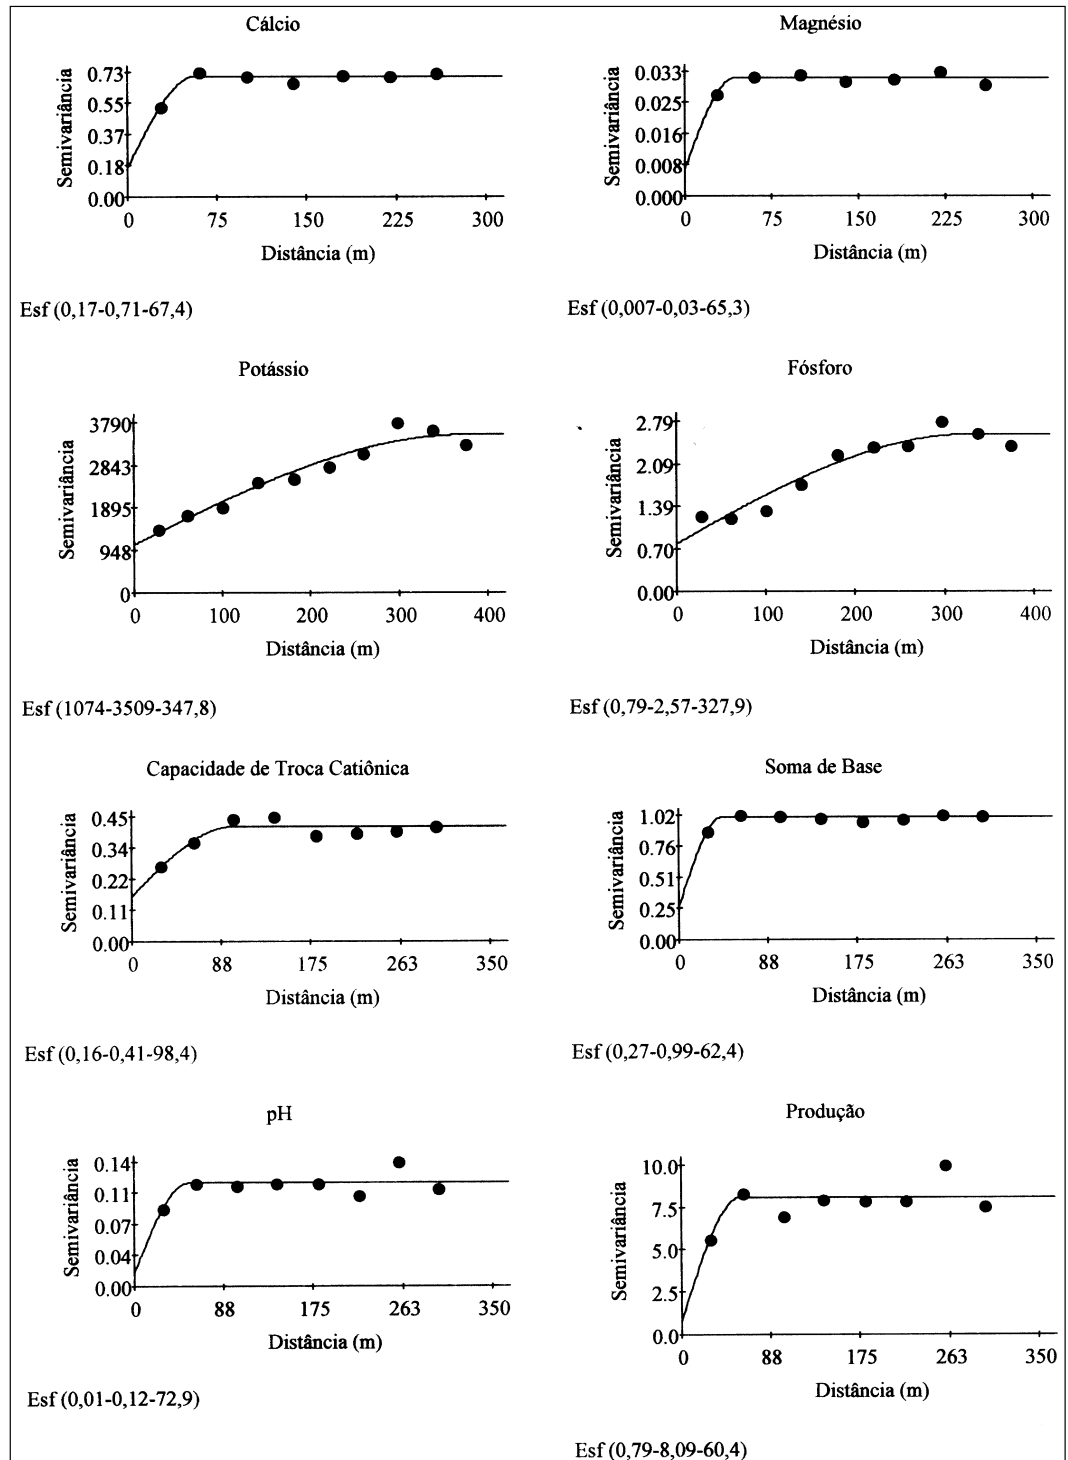 Cálcio
Semivariância
0.73
0.55
0.37
0.18
0.00
0 75 150 225 300
Distância (m)
Esf (0,17-0,71-67,4)
Magnésio
Semivariância
0.033
0.025
0.016
0.008
0.000
0 75 150 225 300
Distância (m)
Esf (0,007-0,03-65,3)
Potássio
Semivariância
3790
2843
1895
948
0
0 100 200 300 400
Distância (m)
Esf (1074-3509-347,8)
Fósforo
Semivariância
2.79
2.09
1.39
0.70
0.00
0 100 200 300 400
Distância (m)
Esf (0,79-2,57-327,9)
Capacidade de Troca Catiônica
Semivariância
0.45
0.34
0.22
0.11
0.00
0 88 175 263 350
Distância (m)
Esf (0,16-0,41-98,4)
Soma de Base
Semivariância
1.02
0.76
0.51
0.25
0.00
0 88 175 263 350
Distância (m)
Esf (0,27-0,99-62,4)
pH
Semivariância
0.14
0.11
0.07
0.04
0.00
0 88 175 263 350
Distância (m)
Esf (0,01-0,12-72,9)
Produção
Semivariância
10.0
7.5
5.0
2.5
0.0
0 88 175 263 350
Distância (m)
Esf (0,79-8,09-60,4)